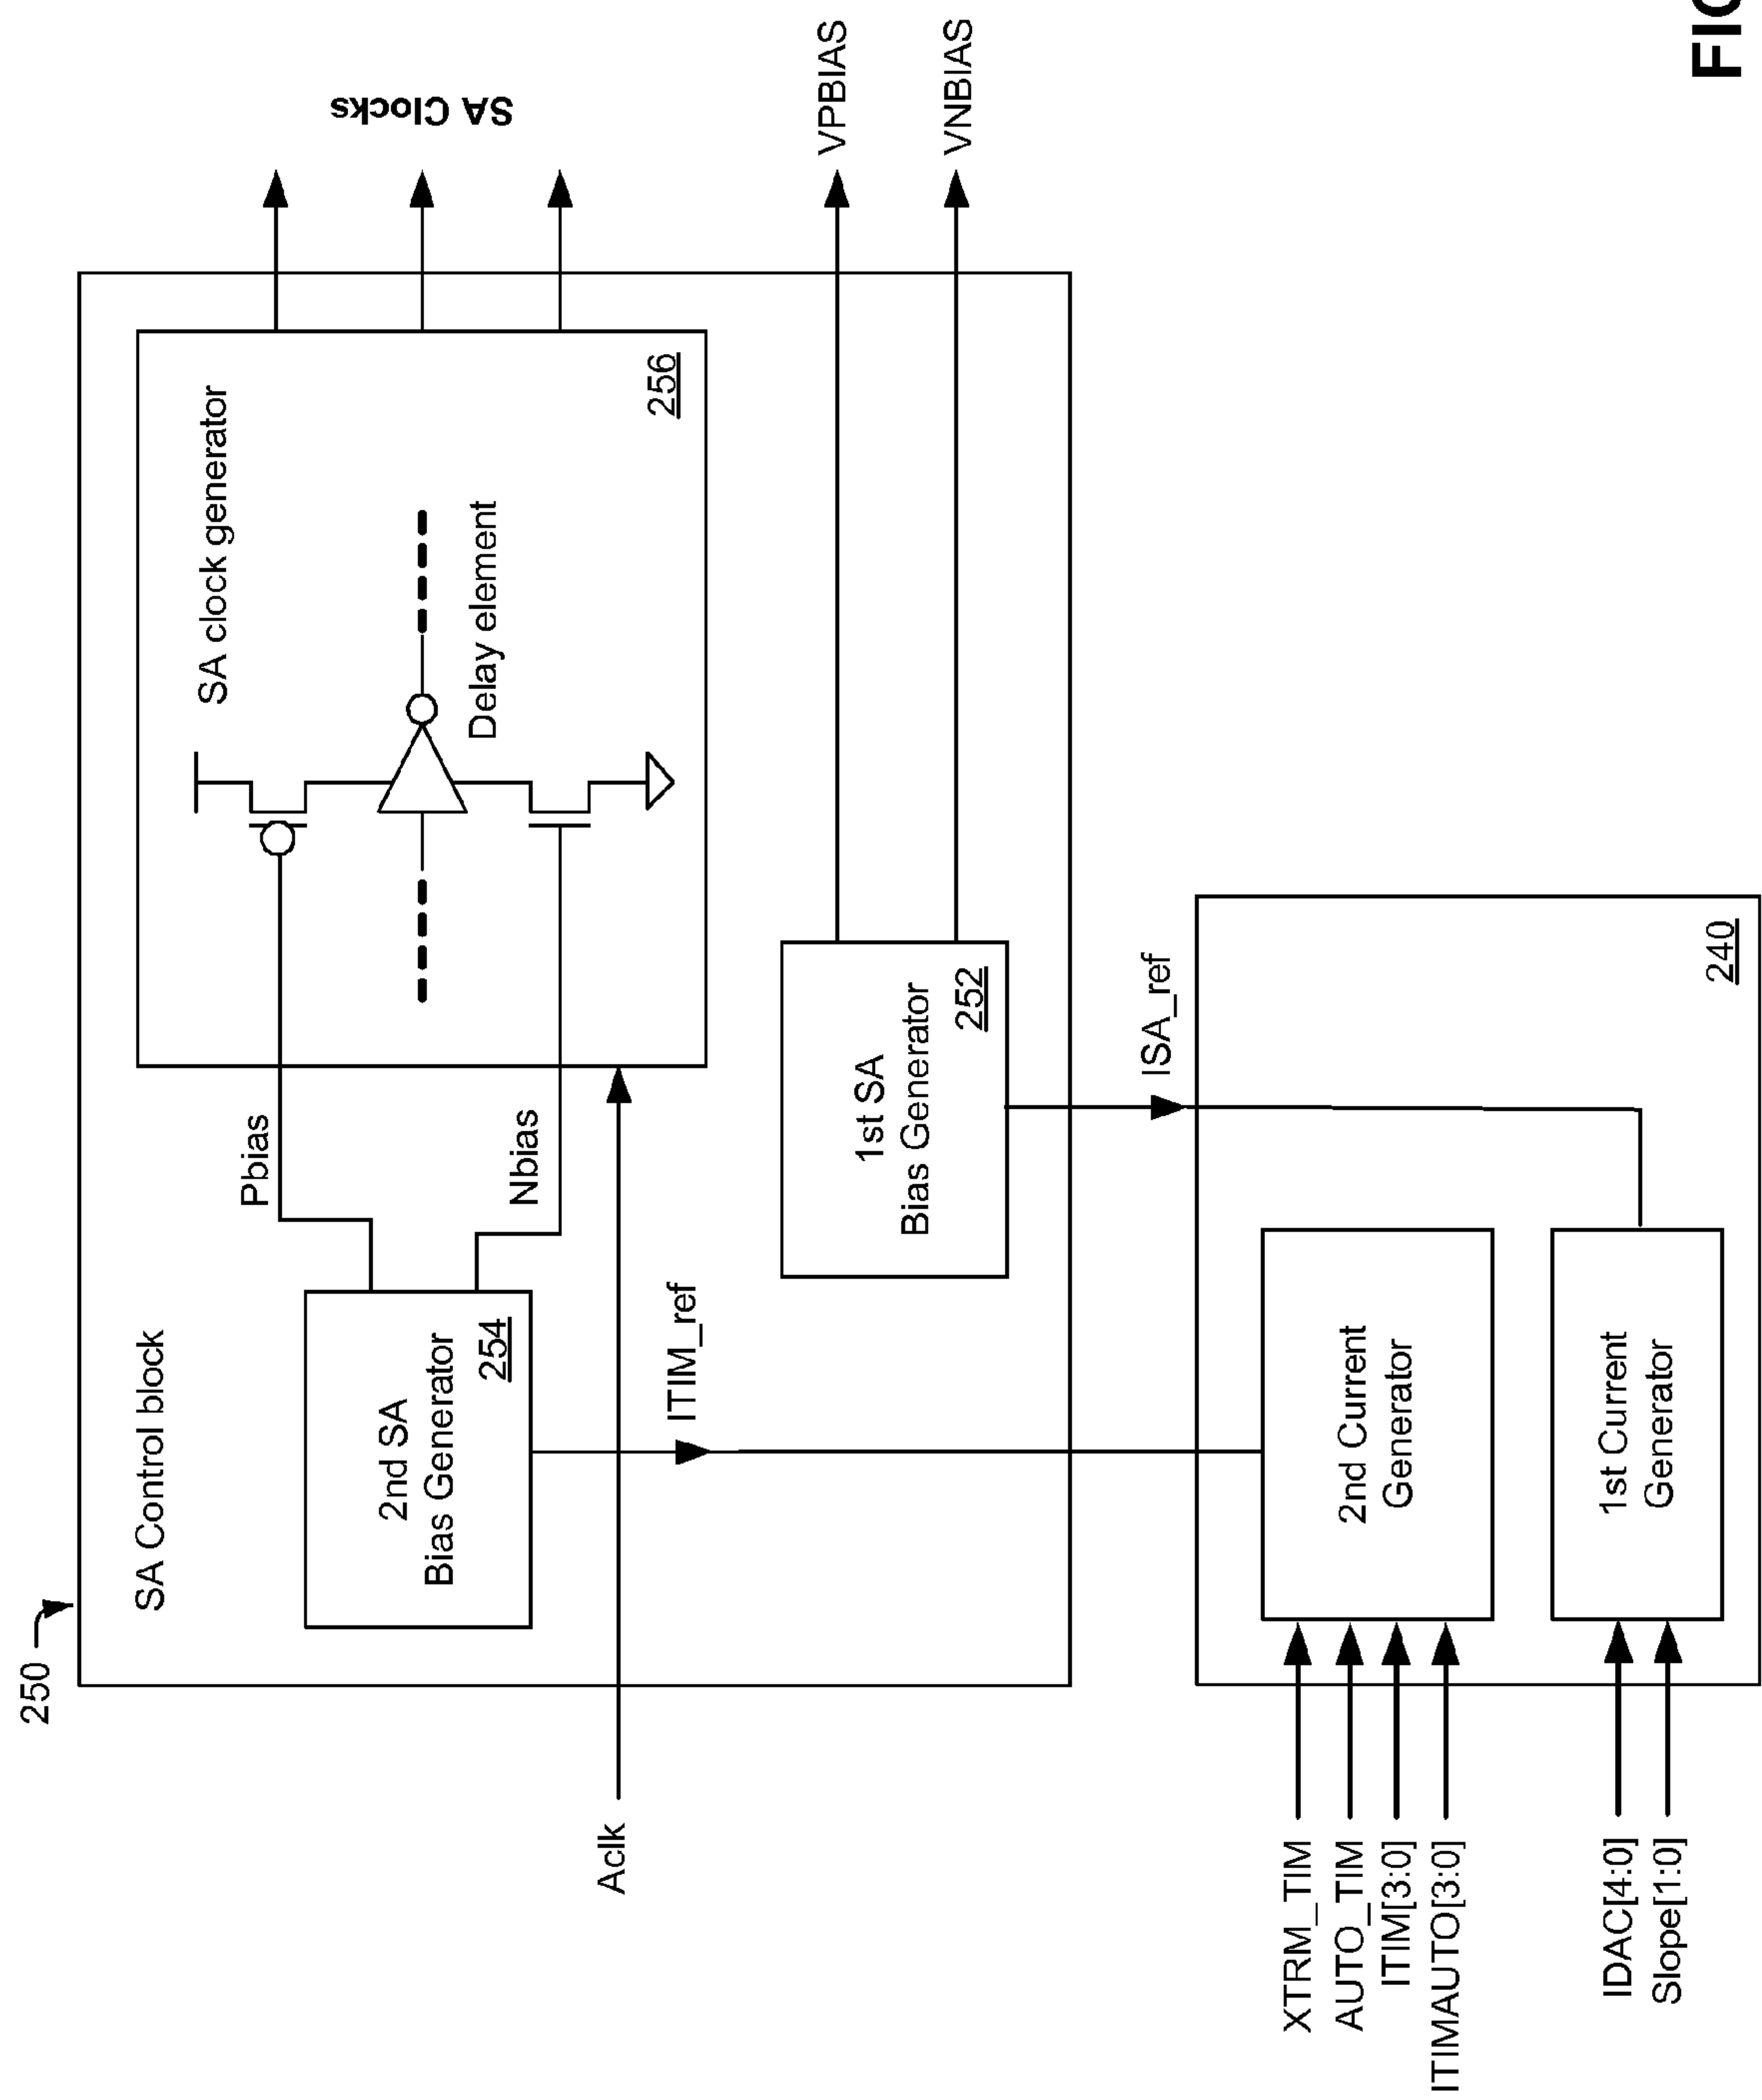 250
SA Control block
SA clock generator
Pbias
2nd SA
Bias Generator
254
Nbias
Delay element
256
SA Clocks
Aclk
ITIM_ref
1st SA
Bias Generator
252
VPBIAS
VNBIAS
ISA_ref
XTRM_TIM
AUTO_TIM
ITIM[3:0]
ITIMAUTO[3:0]
2nd Current
Generator
IDAC[4:0]
Slope[1:0]
1st Current
Generator
240